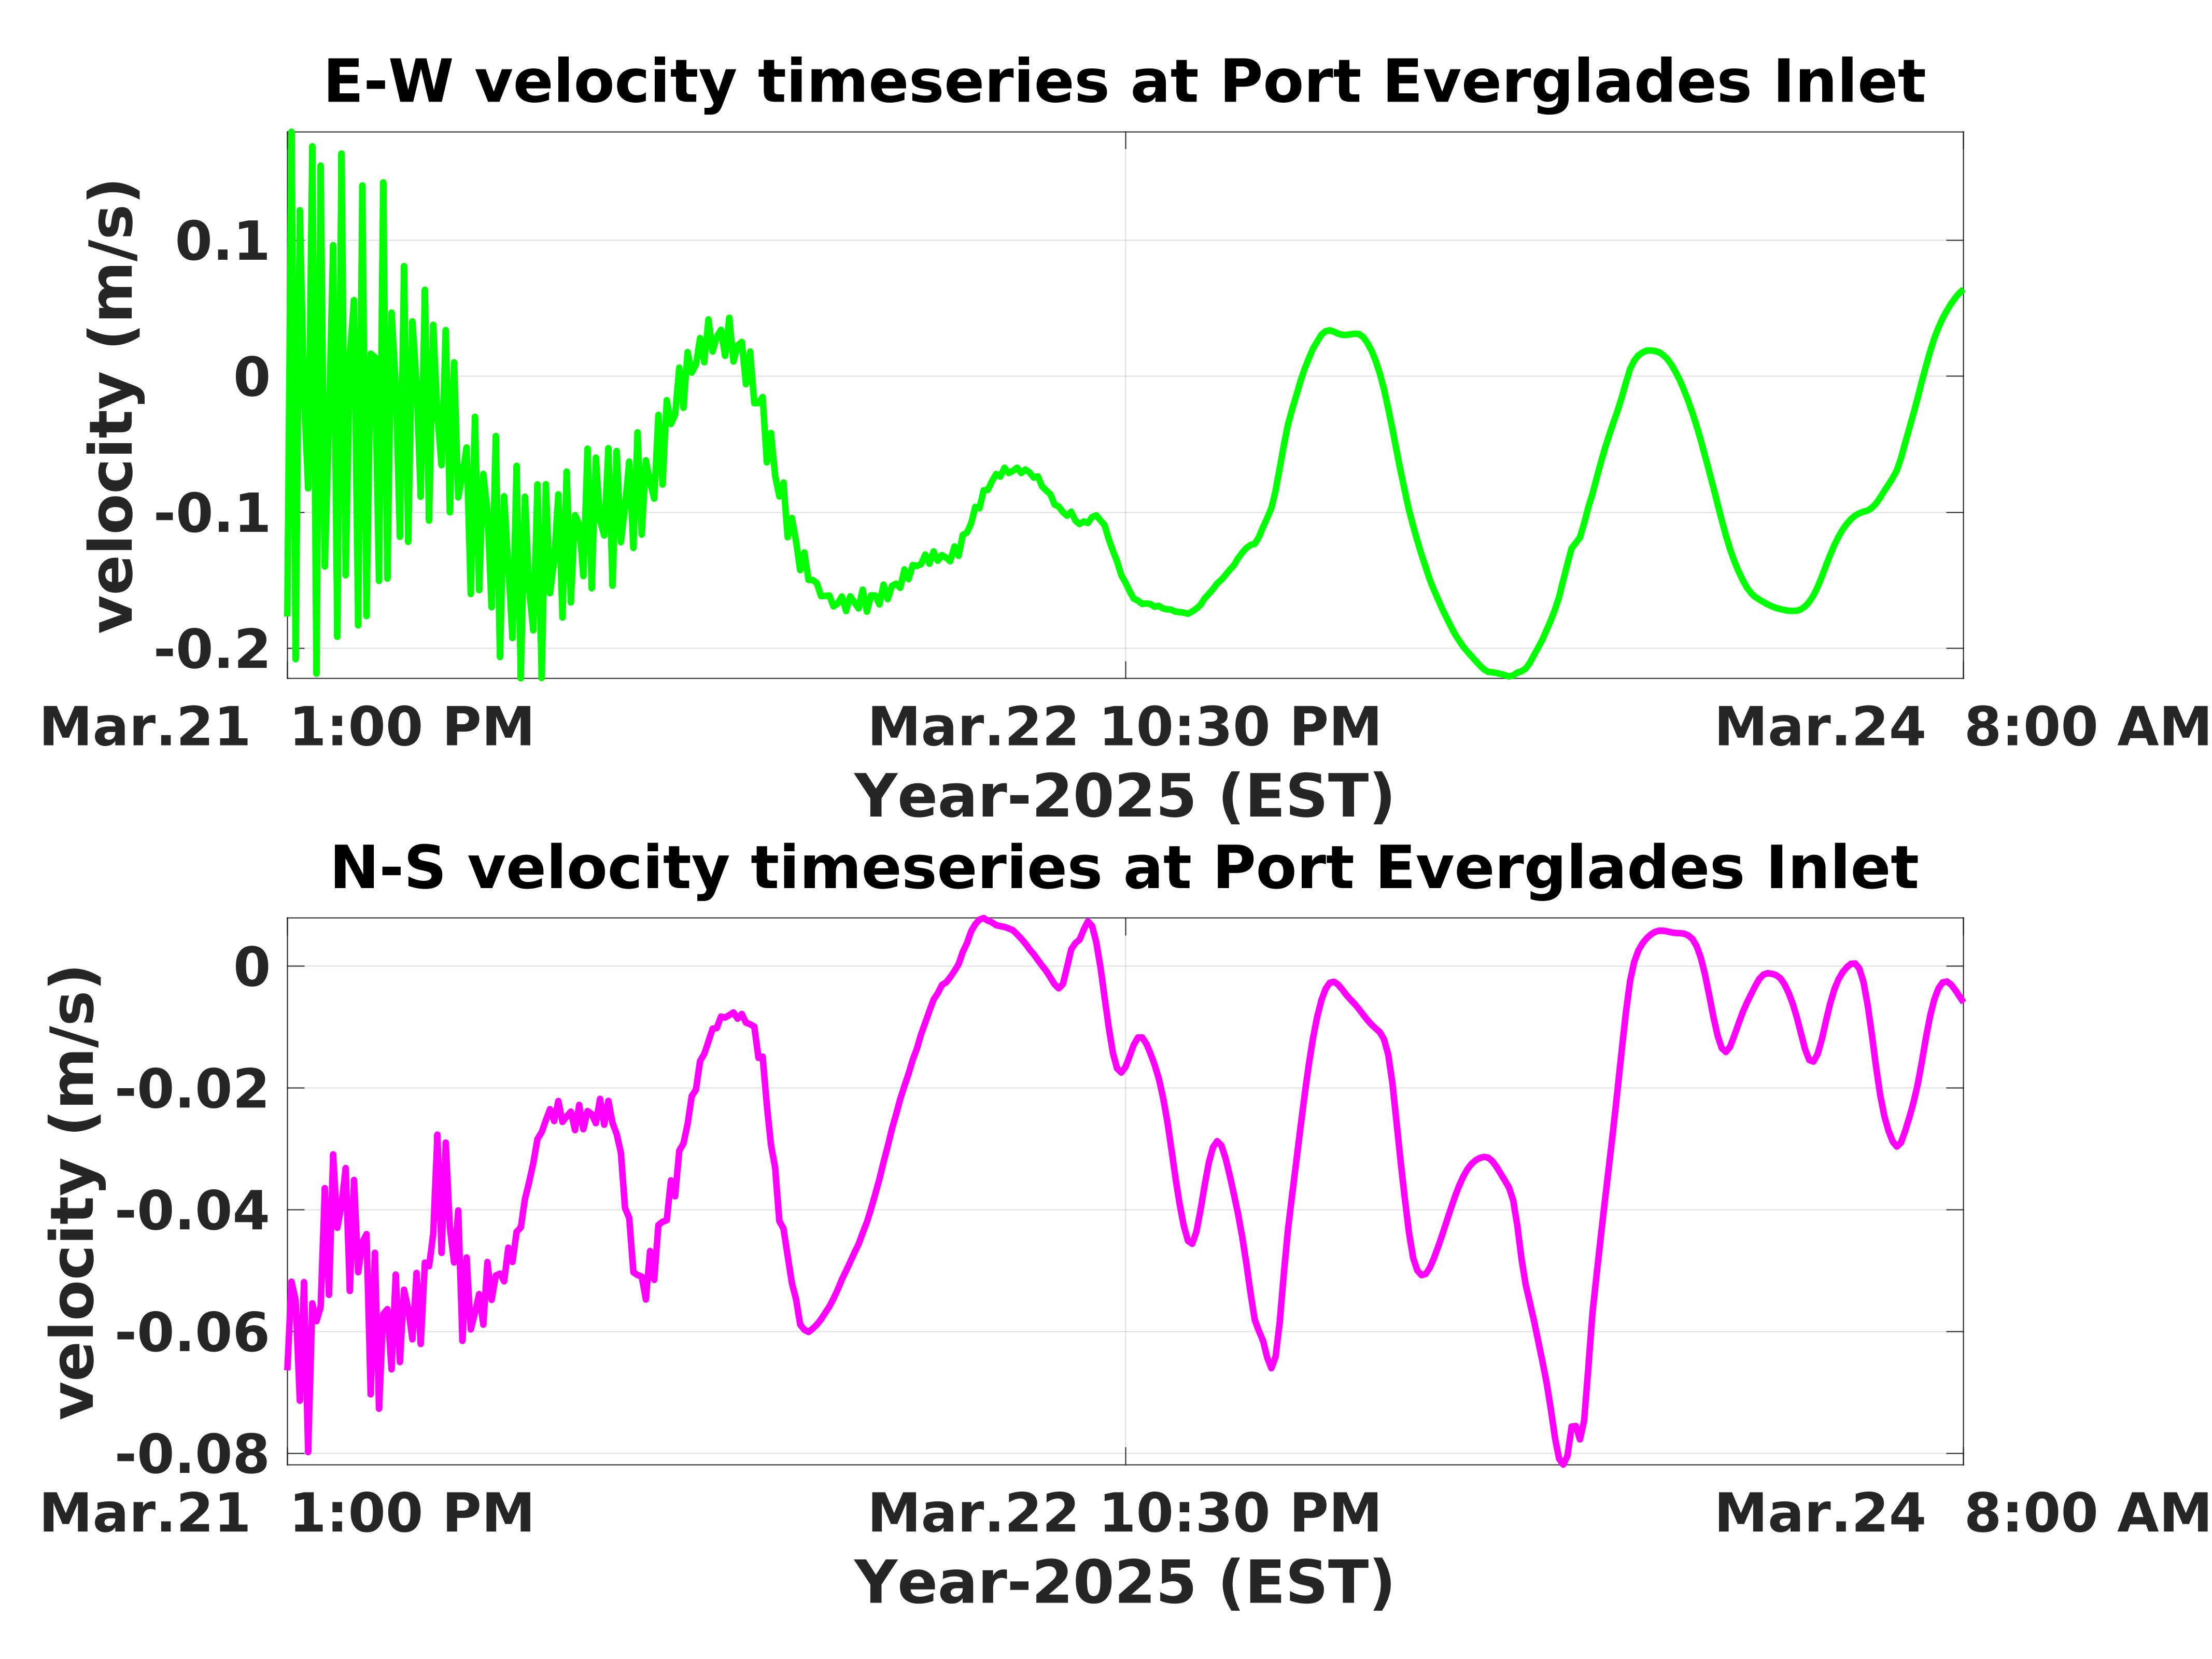 E-W velocity timeseries at Port Everglades Inlet
velocity (m/s)
0.1
0
-0.1
-0.2
Mar.21 1:00 PM Mar.22 10:30 PM Mar.24 8:00 AM
Year-2025 (EST)
N-S velocity timeseries at Port Everglades Inlet
velocity (m/s)
0
-0.02
-0.04
-0.06
-0.08
Mar.21 1:00 PM Mar.22 10:30 PM Mar.24 8:00 AM
Year-2025 (EST)